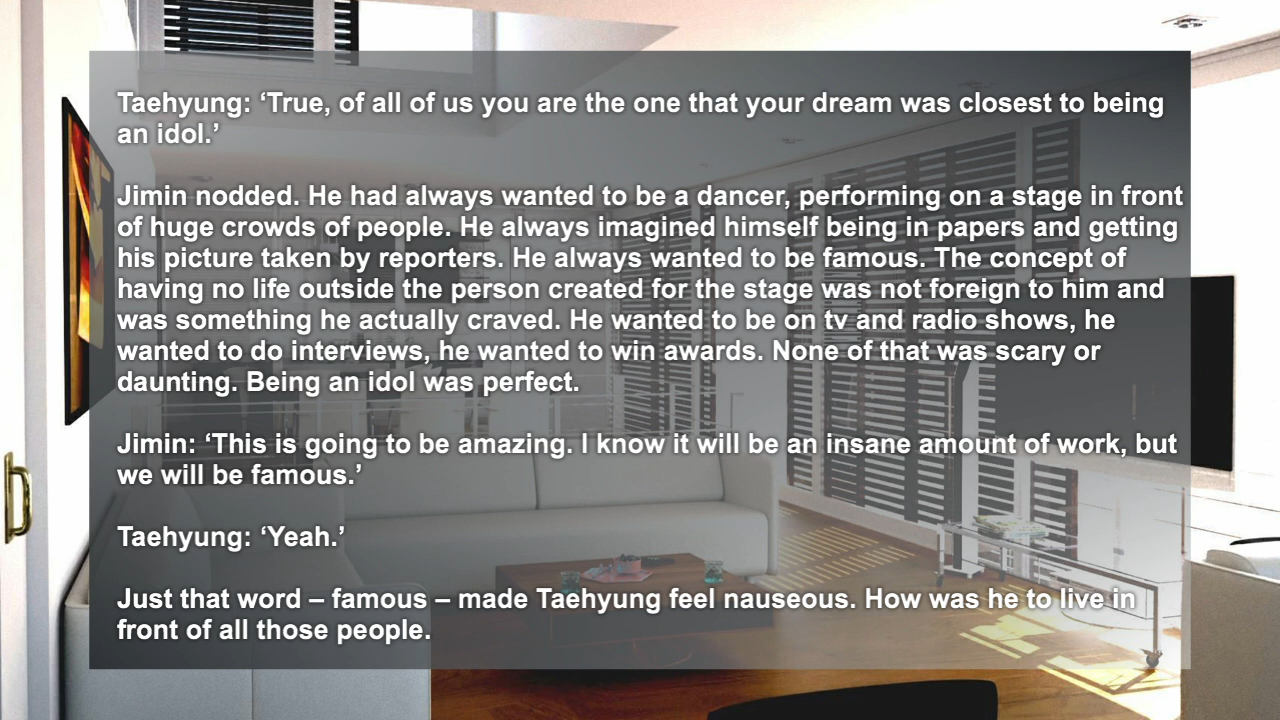 Taehyung: ‘True, of all of us you are the one that your dream was closest to being
an idol.’
Jimin nodded. He had always wanted to be a dancer, performing on a stage in front
of huge crowds of people. He always imagined himself being in papers and getting
his picture taken by reporters. He always wanted to be famous. The concept of
having no life outside the person created for the stage was not foreign to him and
was something he actually craved. He wanted to be on tv and radio shows, he
wanted to do interviews, he wanted to win awards. None of that was scary or
daunting. Being an idol was perfect.
Jimin: ‘This is going to be amazing. I know it will be an insane amount of work, but
we will be famous.’
Taehyung: ‘Yeah.’
Just that word – famous – made Taehyung feel nauseous. How was he to live in
front of all those people.